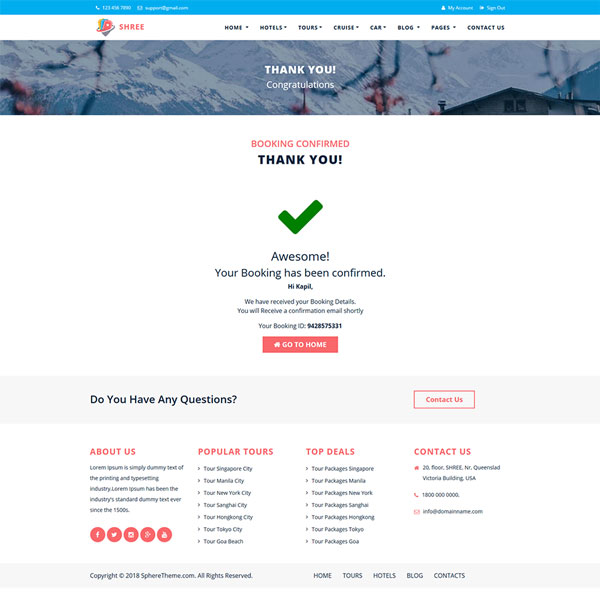 123 456 7890 support@gmail.com My Account Sign Out
SHREE HOME HOTELS TOURS CRUISE CAR BLOG PAGES CONTACT US
THANK YOU!
Congratulations
BOOKING CONFIRMED
THANK YOU!
Awesome!
Your Booking has been confirmed.
Hi Kapil,
We have received your Booking Details.
You will Receive a confirmation email shortly
Your Booking ID: 9428575331
GO TO HOME
Do You Have Any Questions?
Contact Us
ABOUT US
Lorem Ipsum is simply dummy text of
the printing and typesetting
industry.Lorem Ipsum has been the
industry's standard dummy text ever
since the 1500s.
POPULAR TOURS
Tour Singapore City
Tour Manila City
Tour New York City
Tour Sanghai City
Tour Hongkong City
Tour Tokyo City
Tour Goa Beach
TOP DEALS
Tour Packages Singapore
Tour Packages Manila
Tour Packages New York
Tour Packages Sanghai
Tour Packages Hongkong
Tour Packages Tokyo
Tour Packages Goa
CONTACT US
20, floor, SHREE, Nr, Queenslad
Victoria Building, USA
1800 000 0000,
info@domainname.com
Copyright © 2018 SphereTheme.com. All Rights Reserved.
HOME TOURS HOTELS BLOG CONTACTS